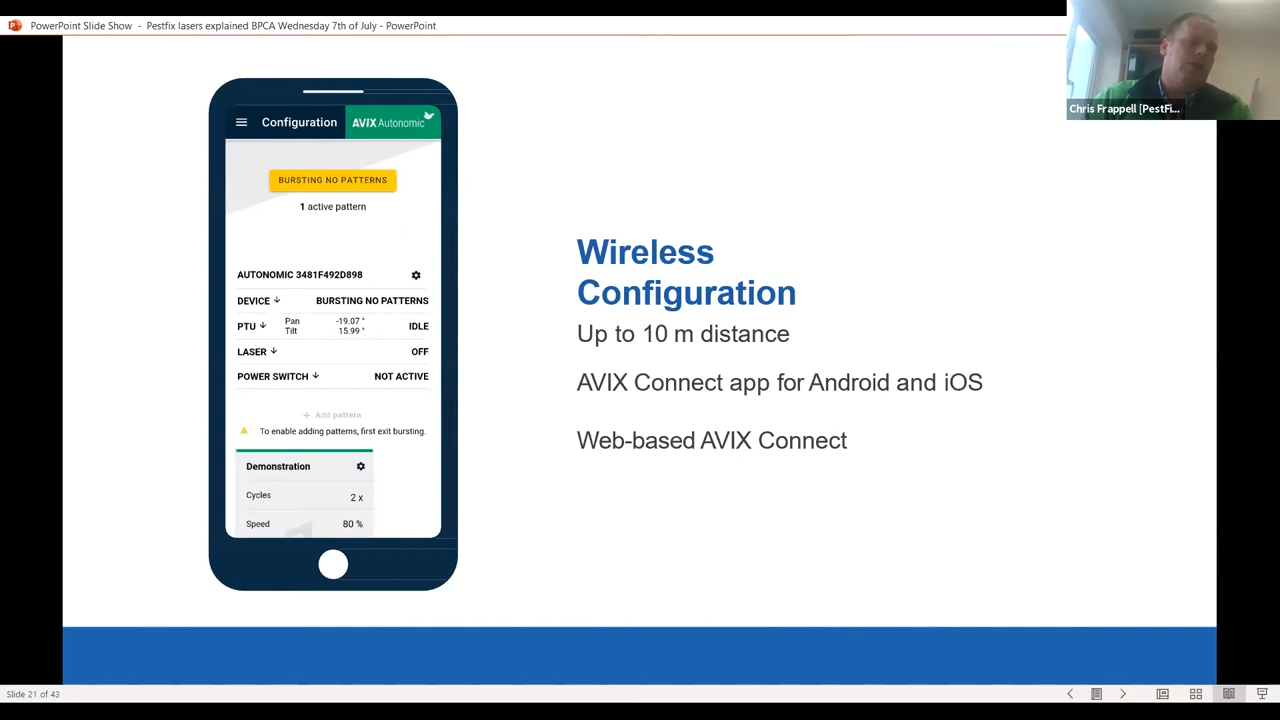 PowerPoint Slide Show - Pestfix lasers explained BPCA Wednesday 7th of July - PowerPoint
Chris Frappell [PestFi...
Configuration
AVIX Autonomic
BURSTING NO PATTERNS
1 active pattern
AUTONOMIC 3481F492D898
DEVICE BURSTING NO PATTERNS
PTU Pan -19.07 ° IDLE
Tilt 15.99 °
LASER OFF
POWER SWITCH NOT ACTIVE
+ Add pattern
To enable adding patterns, first exit bursting.
Demonstration
Cycles 2 x
Speed 80 %
Wireless
Configuration
Up to 10 m distance
AVIX Connect app for Android and iOS
Web-based AVIX Connect
Slide 21 of 43